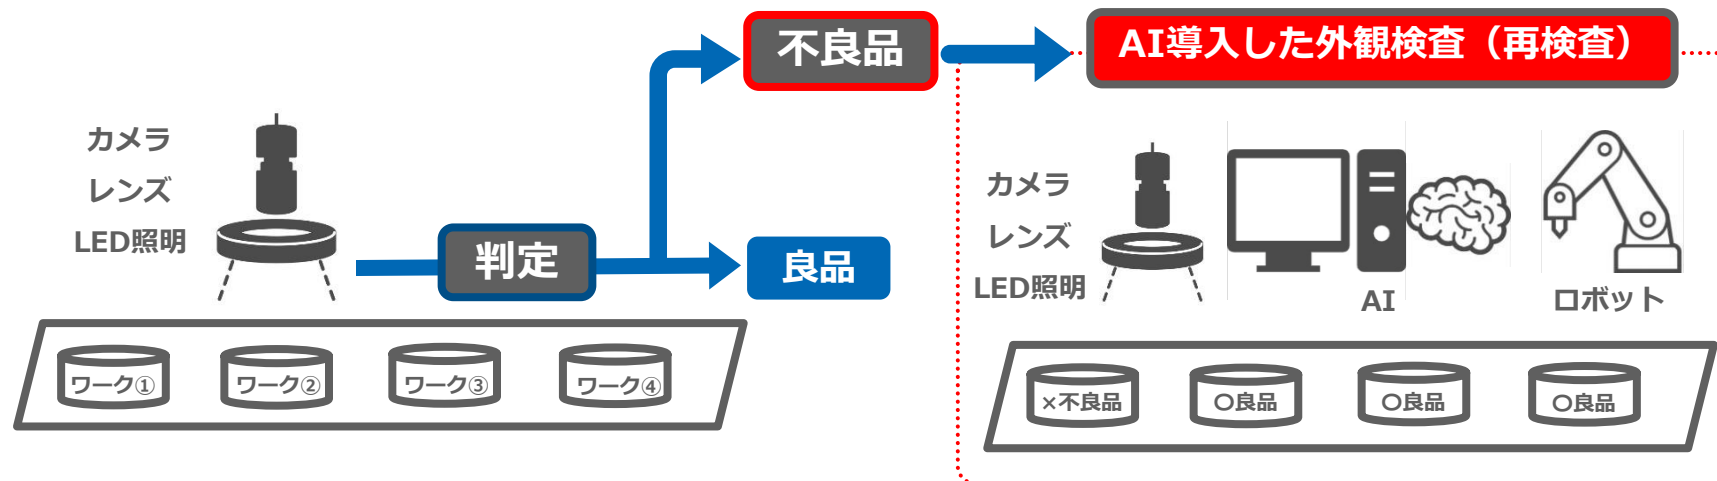 不良品
AI導入した外観検査（再検査）
カメラ
レンズ
LED照明
判定
良品
ワーク①
ワーク②
ワーク③
ワーク④
カメラ
レンズ
LED照明
AI
ロボット
×不良品
〇良品
〇良品
〇良品